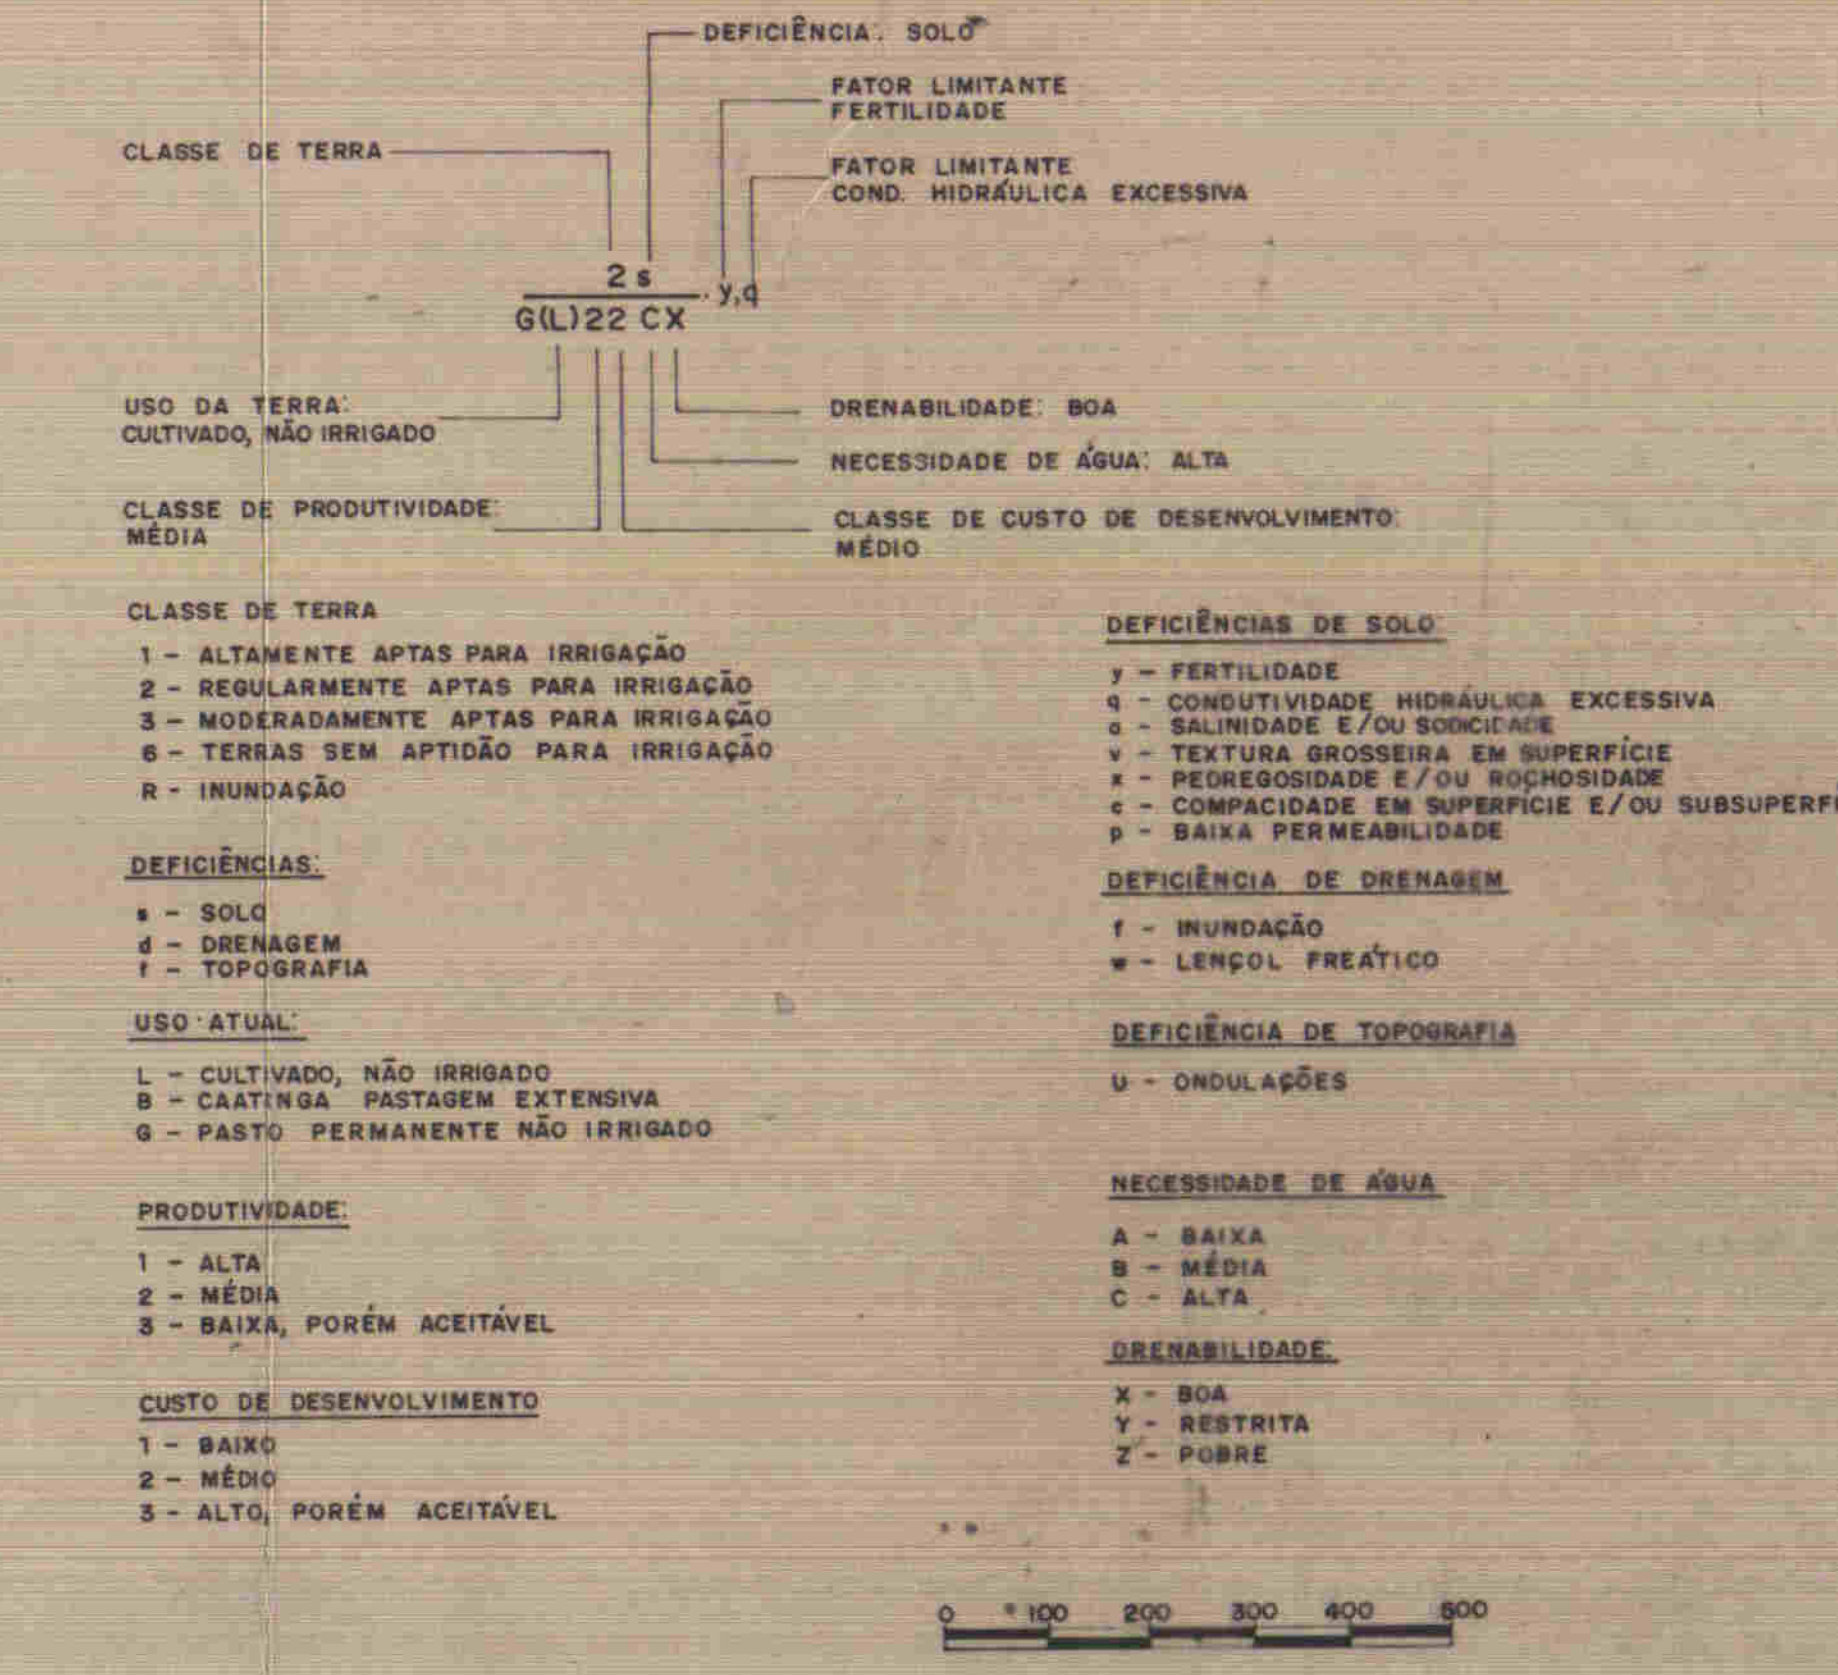 DEFICIÊNCIA: SOLO
FATOR LIMITANTE
FERTILIDADE
CLASSE DE TERRA
FATOR LIMITANTE
COND. HIDRÁULICA EXCESSIVA
2 s
y,q
G(L)22 CX
USO DA TERRA:
CULTIVADO, NÃO IRRIGADO
DRENABILIDADE: BOA
NECESSIDADE DE ÁGUA: ALTA
CLASSE DE PRODUTIVIDADE:
MÉDIA
CLASSE DE CUSTO DE DESENVOLVIMENTO:
MÉDIO
CLASSE DE TERRA
1 - ALTAMENTE APTAS PARA IRRIGAÇÃO
2 - REGULARMENTE APTAS PARA IRRIGAÇÃO
3 - MODERADAMENTE APTAS PARA IRRIGAÇÃO
6 - TERRAS SEM APTIDÃO PARA IRRIGAÇÃO
R - INUNDAÇÃO
DEFICIÊNCIAS:
s - SOLO
d - DRENAGEM
t - TOPOGRAFIA
USO ATUAL:
L - CULTIVADO, NÃO IRRIGADO
B - CAATINGA PASTAGEM EXTENSIVA
G - PASTO PERMANENTE NÃO IRRIGADO
PRODUTIVIDADE:
1 - ALTA
2 - MÉDIA
3 - BAIXA, PORÉM ACEITÁVEL
CUSTO DE DESENVOLVIMENTO
1 - BAIXO
2 - MÉDIO
3 - ALTO, PORÉM ACEITÁVEL
DEFICIÊNCIAS DE SOLO
y - FERTILIDADE
q - CONDUTIVIDADE HIDRÁULICA EXCESSIVA
a - SALINIDADE E/OU SODICIDADE
v - TEXTURA GROSSEIRA EM SUPERFÍCIE
x - PEDREGOSIDADE E/OU ROCHOSIDADE
c - COMPACIDADE EM SUPERFÍCIE E/OU SUBSUPERFI
p - BAIXA PERMEABILIDADE
DEFICIÊNCIA DE DRENAGEM
f - INUNDAÇÃO
w - LENÇOL FREÁTICO
DEFICIÊNCIA DE TOPOGRAFIA
U - ONDULAÇÕES
NECESSIDADE DE ÁGUA
A - BAIXA
B - MÉDIA
C - ALTA
DRENABILIDADE:
X - BOA
Y - RESTRITA
Z - POBRE
0 100 200 300 400 500